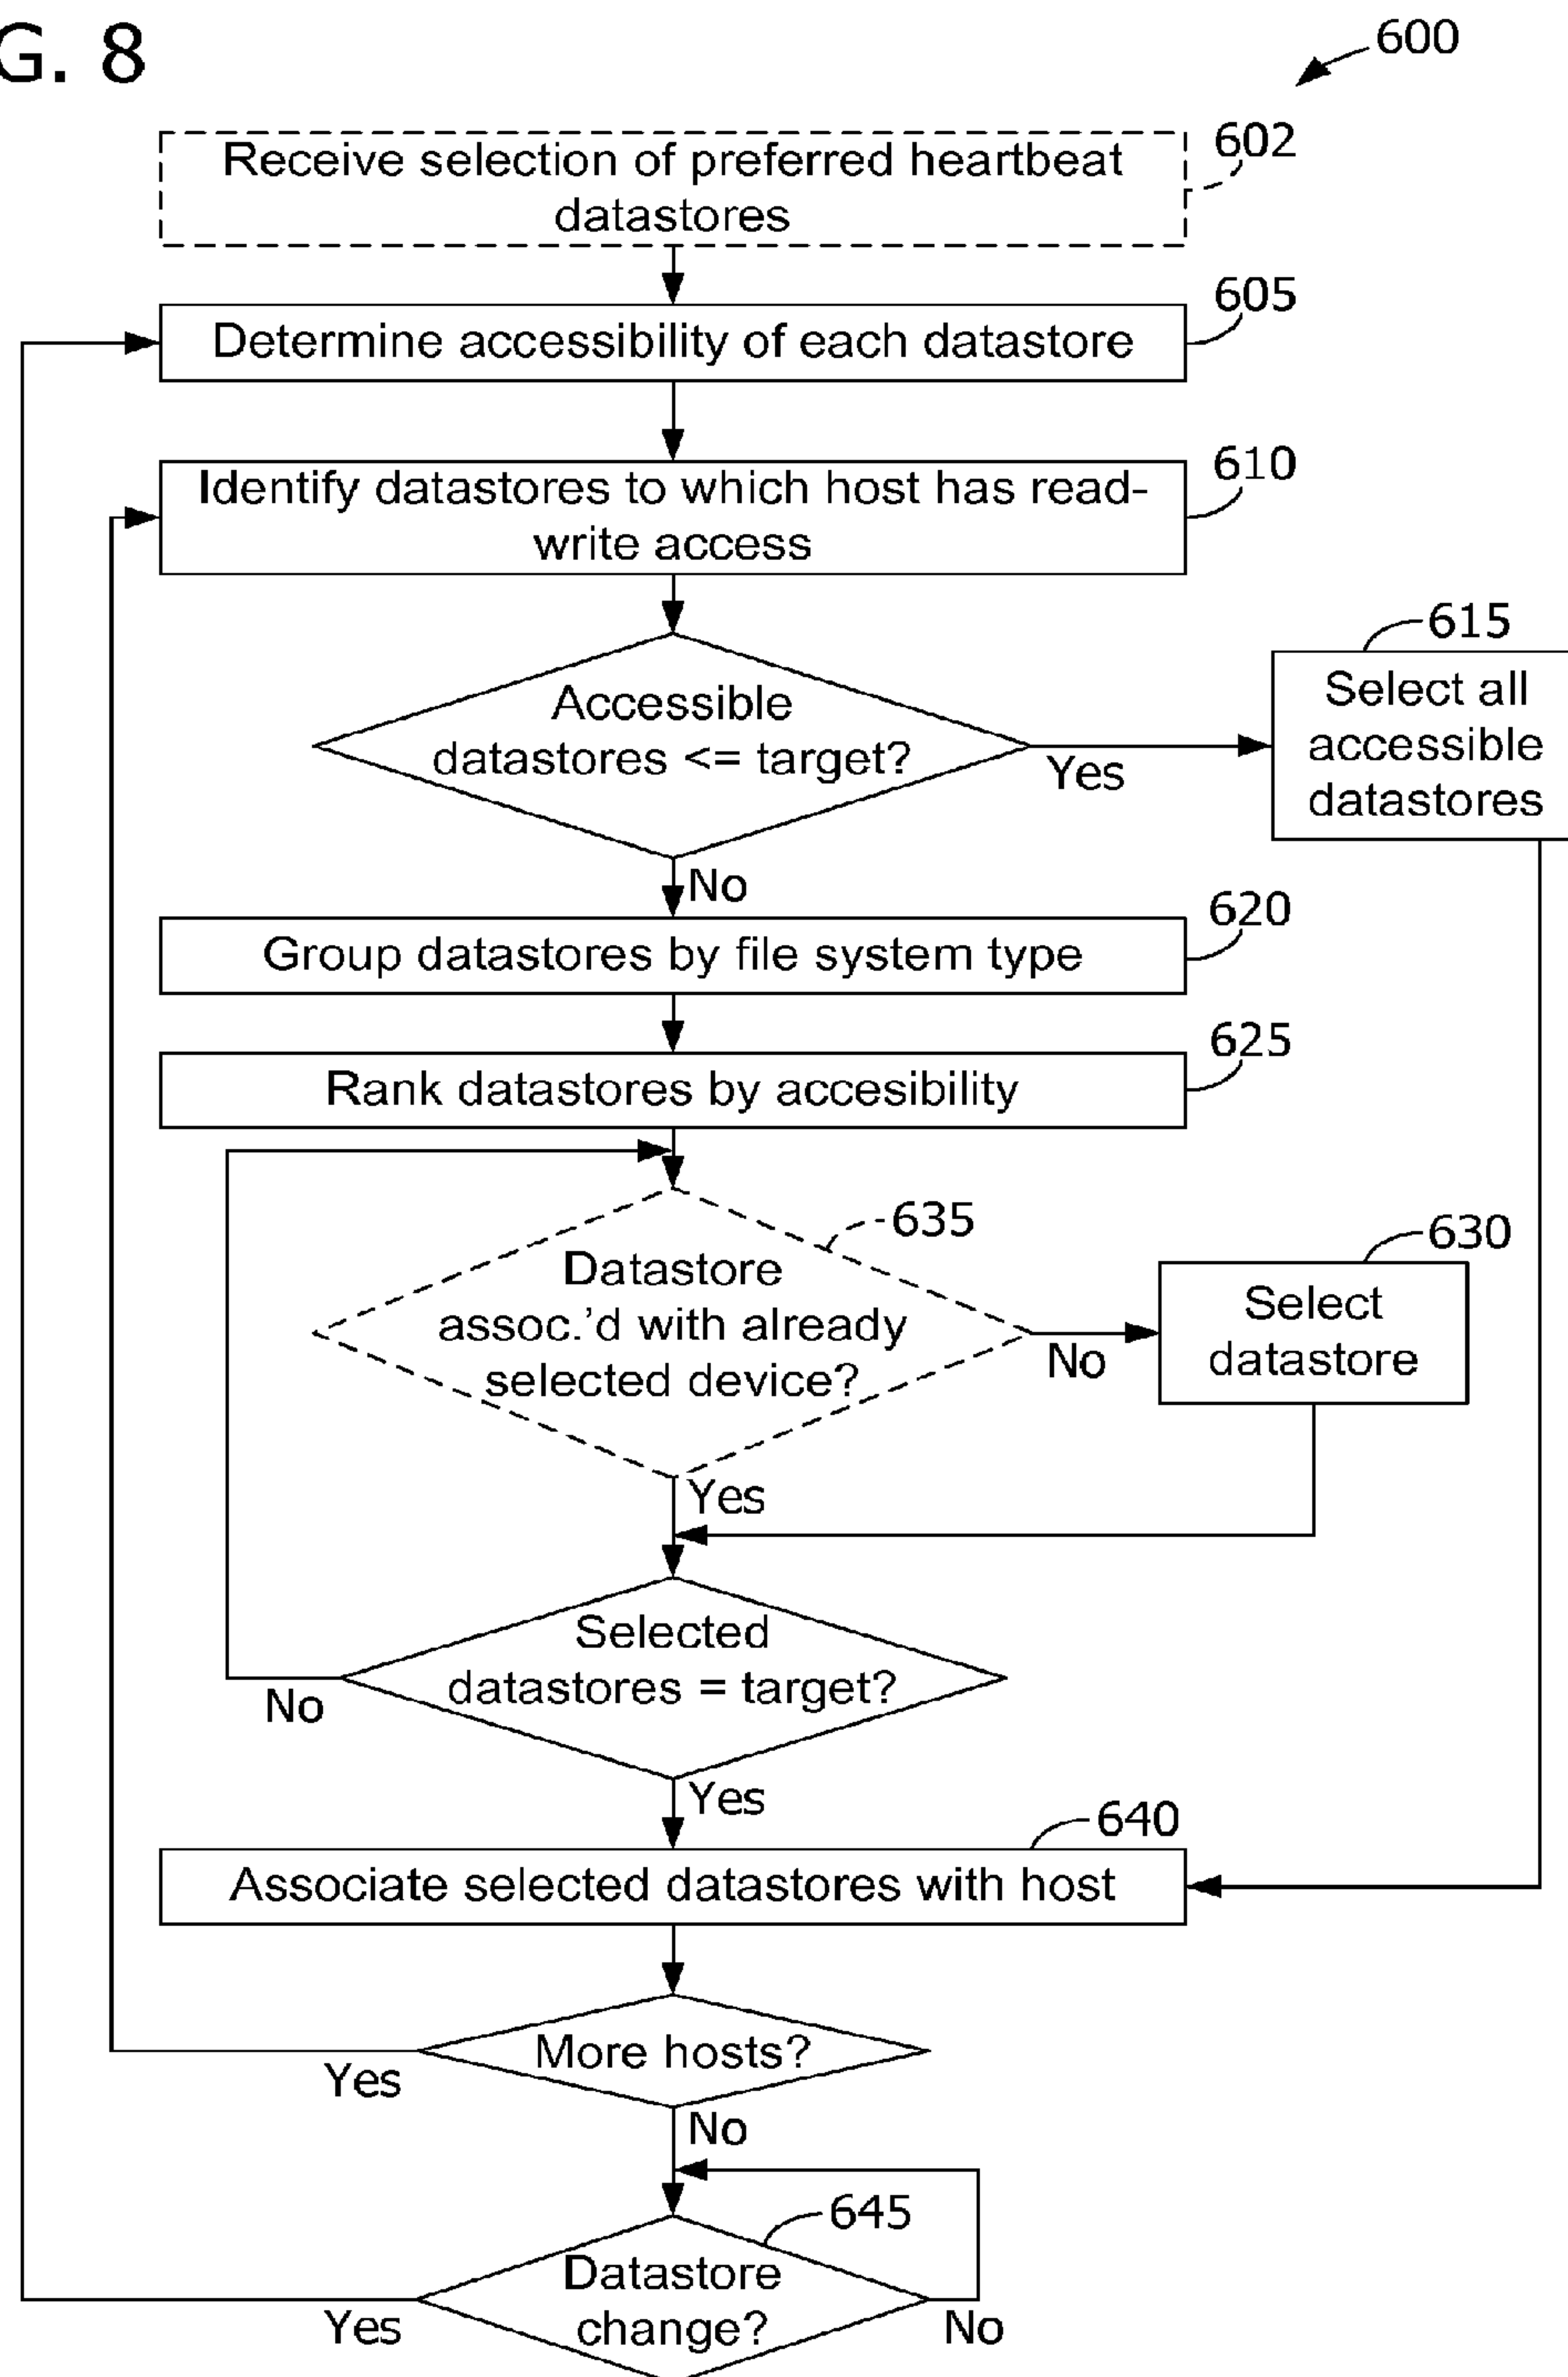 G. 8
600
602
Receive selection of preferred heartbeat
datastores
605
Determine accessibility of each datastore
610
Identify datastores to which host has read-
write access
615
Select all
accessible
datastores
Accessible
datastores <= target?
Yes
No
620
Group datastores by file system type
625
Rank datastores by accesibility
635
630
Datastore
assoc.'d with already
selected device?
No
Select
datastore
Yes
Selected
datastores = target?
No
Yes
640
Associate selected datastores with host
More hosts?
Yes
No
645
Datastore
change?
Yes
No